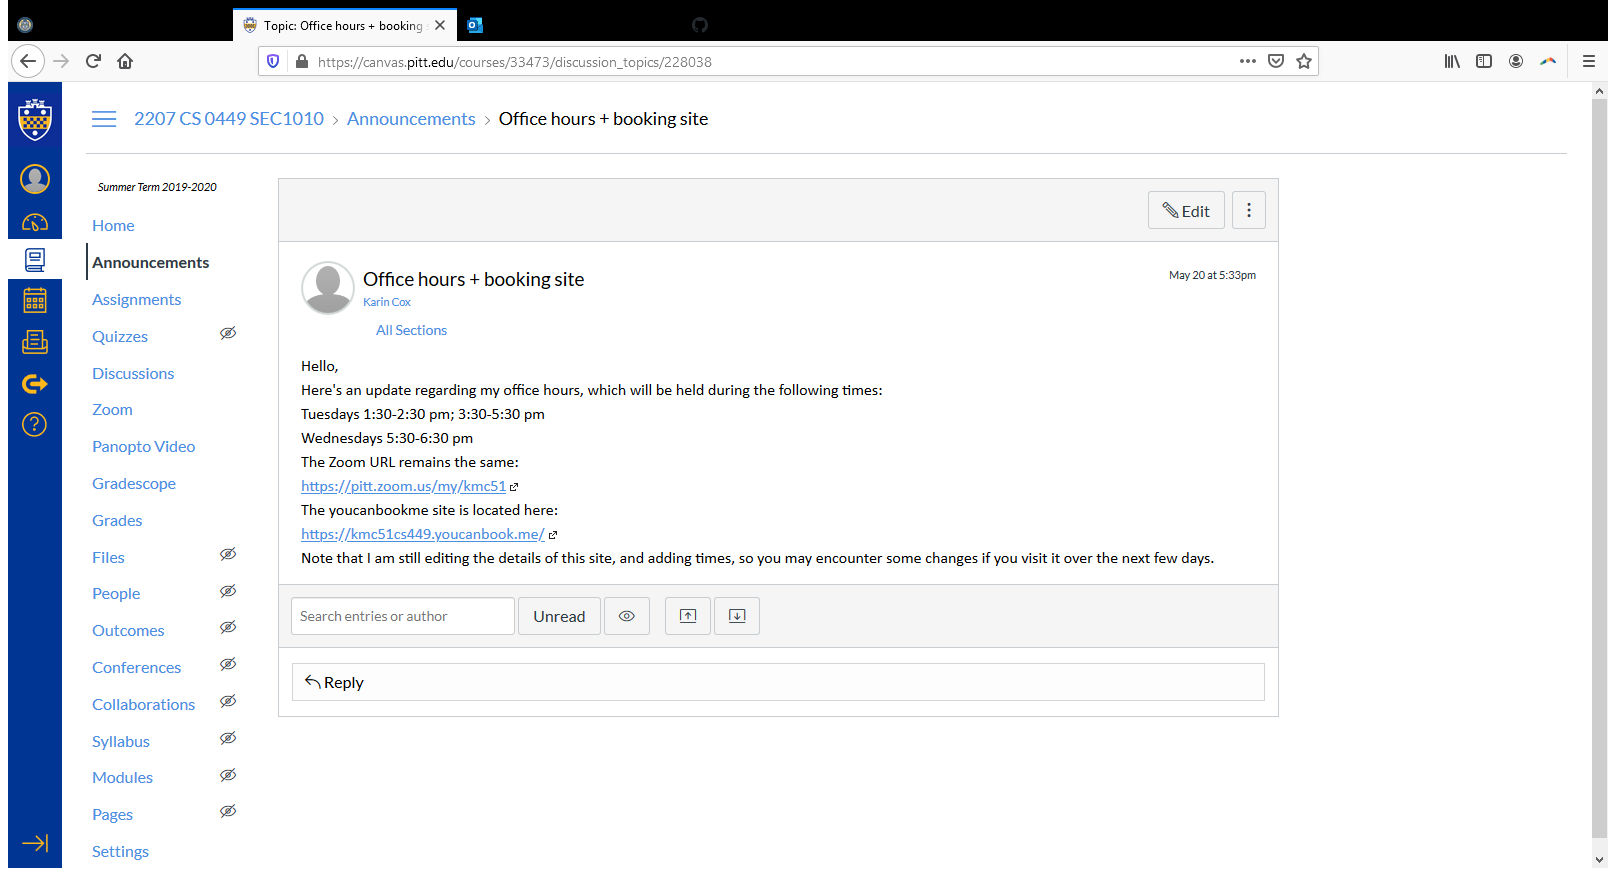 Topic: Office hours + booking
https://canvas.pitt.edu/courses/33473/discussion_topics/228038
2207 CS 0449 SEC1010 > Announcements > Office hours + booking site
Summer Term 2019-2020
Home
Announcements
Assignments
Quizzes
Discussions
Zoom
Panopto Video
Gradescope
Grades
Files
People
Outcomes
Conferences
Collaborations
Syllabus
Modules
Pages
Settings
Edit
Office hours + booking site
May 20 at 5:33pm
Karin Cox
All Sections
Hello,
Here's an update regarding my office hours, which will be held during the following times:
Tuesdays 1:30-2:30 pm; 3:30-5:30 pm
Wednesdays 5:30-6:30 pm
The Zoom URL remains the same:
https://pitt.zoom.us/my/kmc51
The youcanbookme site is located here:
https://kmc51cs449.youcanbook.me/
Note that I am still editing the details of this site, and adding times, so you may encounter some changes if you visit it over the next few days.
Search entries or author
Unread
Reply